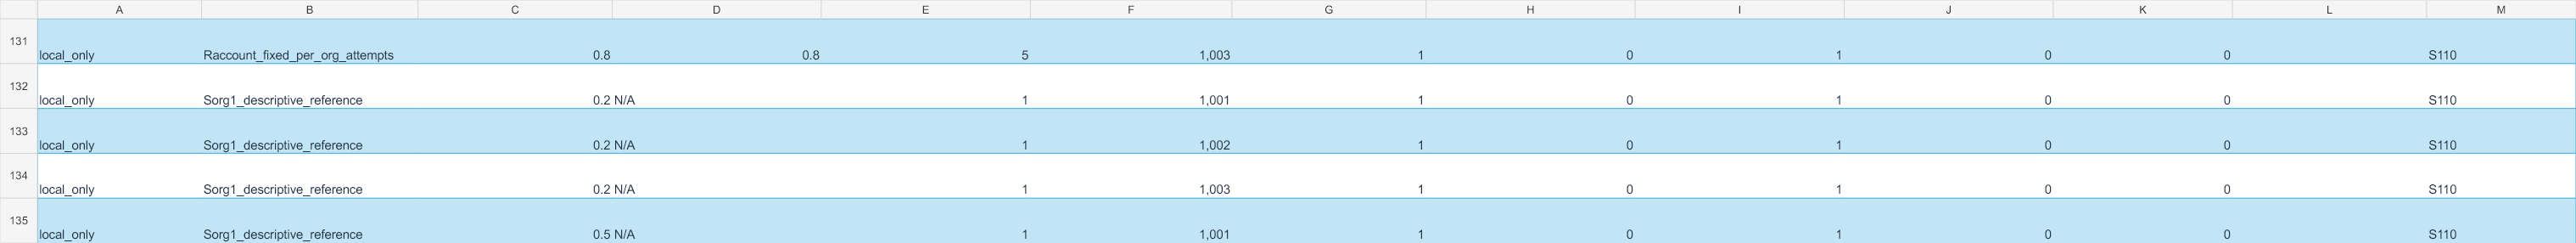 A B C D E F G H I J K L M
131 local_only Raccount_fixed_per_org_attempts 0.8 0.8 5 1,003 1 0 1 0 0 S110
132 local_only Sorg1_descriptive_reference 0.2 N/A 1 1,001 1 0 1 0 0 S110
133 local_only Sorg1_descriptive_reference 0.2 N/A 1 1,002 1 0 1 0 0 S110
134 local_only Sorg1_descriptive_reference 0.2 N/A 1 1,003 1 0 1 0 0 S110
135 local_only Sorg1_descriptive_reference 0.5 N/A 1 1,001 1 0 1 0 0 S110